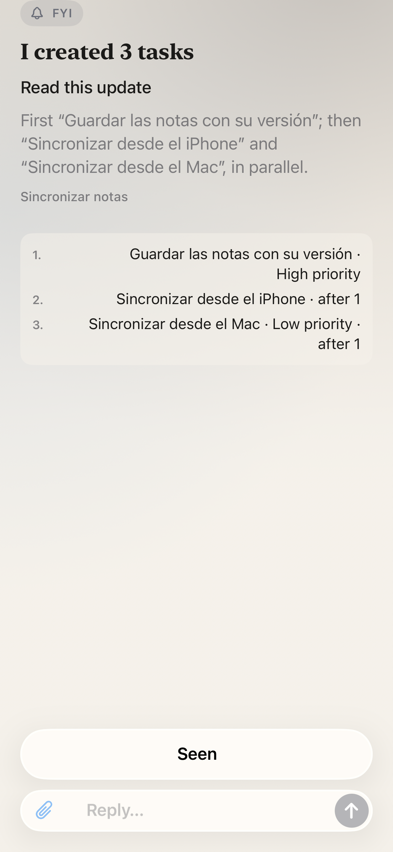 FYI
I created 3 tasks
Read this update
First “Guardar las notas con su versión”; then
“Sincronizar desde el iPhone” and
“Sincronizar desde el Mac”, in parallel.
Sincronizar notas
1. Guardar las notas con su versión ·
High priority
2. Sincronizar desde el iPhone · after 1
3. Sincronizar desde el Mac · Low priority ·
after 1
Seen
Reply...